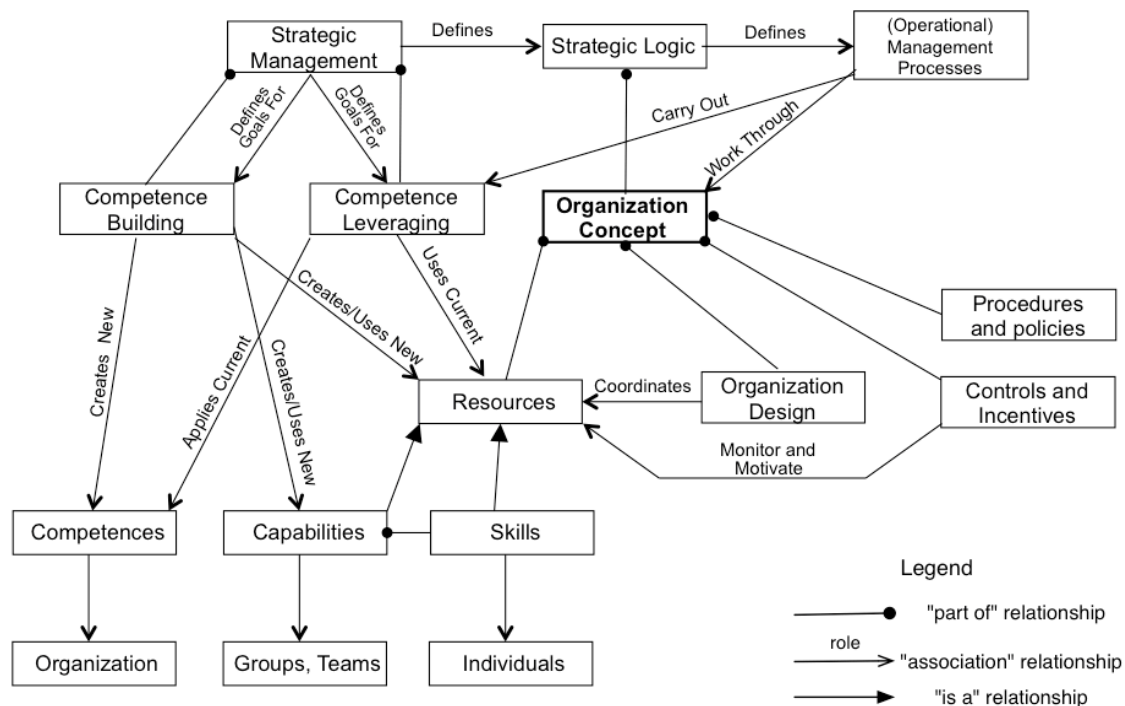 Strategic
Management
Defines
Strategic Logic
Defines
(Operational)
Management
Processes
Defines
Goals For
Defines
Goals For
Carry Out
Work Through
Competence
Building
Competence
Leveraging
Organization
Concept
Creates/Uses New
Uses Current
Procedures
and policies
Creates  New
Applies Current
Creates/Uses New
Resources
Coordinates
Organization
Design
Controls and
Incentives
Monitor and
Motivate
Competences
Capabilities
Skills
Organization
Groups, Teams
Individuals
Legend
"part of" relationship
role
"association" relationship
"is a" relationship